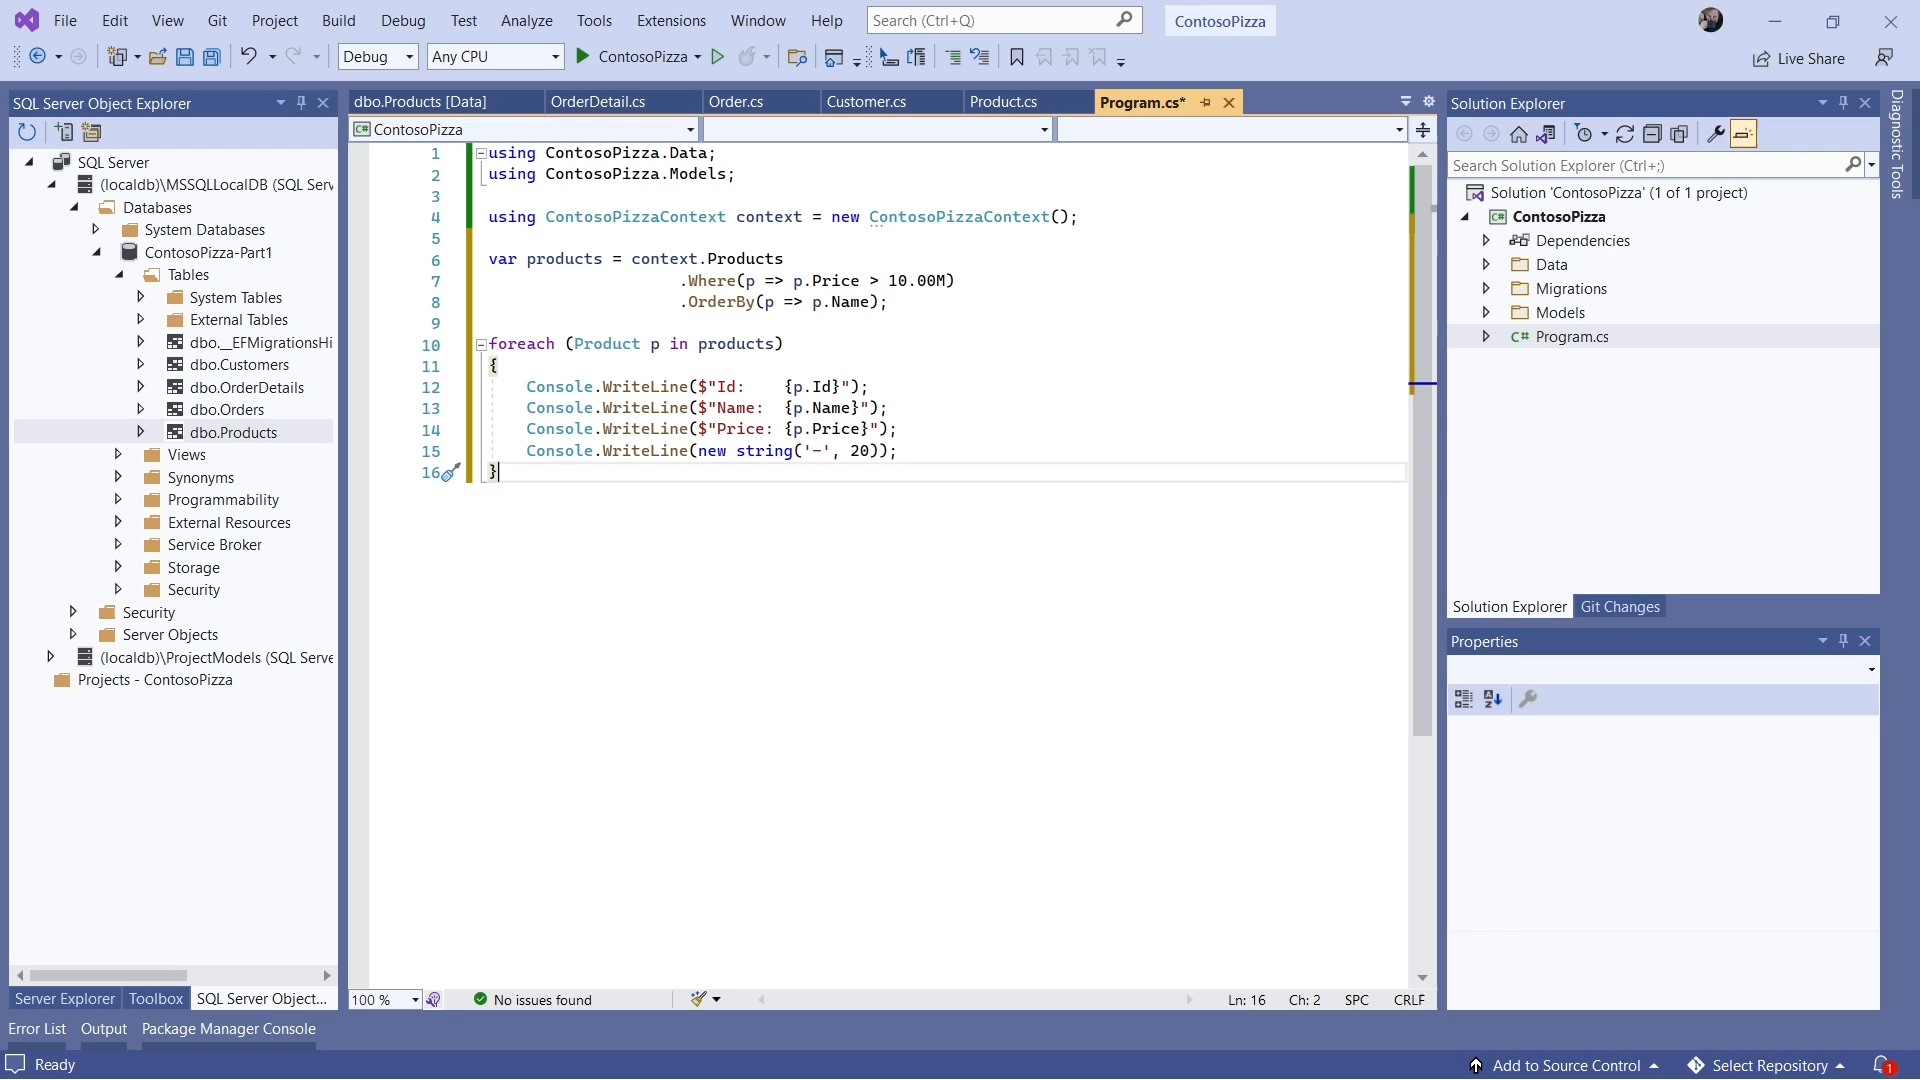 File Edit View Git Project Build Debug Test Analyze Tools Extensions Window Help Search (Ctrl+Q) ContosoPizza
Debug Any CPU ContosoPizza Live Share
SQL Server Object Explorer
SQL Server
(localdb)\MSSQLLocalDB (SQL Serv
Databases
System Databases
ContosoPizza-Part1
Tables
System Tables
External Tables
dbo.__EFMigrationsHi
dbo.Customers
dbo.OrderDetails
dbo.Orders
dbo.Products
Views
Synonyms
Programmability
External Resources
Service Broker
Storage
Security
Security
Server Objects
(localdb)\ProjectModels (SQL Serve
Projects - ContosoPizza
Server Explorer Toolbox SQL Server Object...
dbo.Products [Data] OrderDetail.cs Order.cs Customer.cs Product.cs Program.cs*
C# ContosoPizza
1 using ContosoPizza.Data;
2 using ContosoPizza.Models;
3
4 using ContosoPizzaContext context = new ContosoPizzaContext();
5
6 var products = context.Products
7 .Where(p => p.Price > 10.00M)
8 .OrderBy(p => p.Name);
9
10 foreach (Product p in products)
11 {
12 Console.WriteLine($"Id:    {p.Id}");
13 Console.WriteLine($"Name:  {p.Name}");
14 Console.WriteLine($"Price: {p.Price}");
15 Console.WriteLine(new string('-', 20));
16 }
100 % No issues found Ln: 16 Ch: 2 SPC CRLF
Solution Explorer
Search Solution Explorer (Ctrl+;)
Solution 'ContosoPizza' (1 of 1 project)
C# ContosoPizza
Dependencies
Data
Migrations
Models
C# Program.cs
Solution Explorer Git Changes
Properties
Diagnostic Tools
Error List Output Package Manager Console
Ready Add to Source Control Select Repository 1